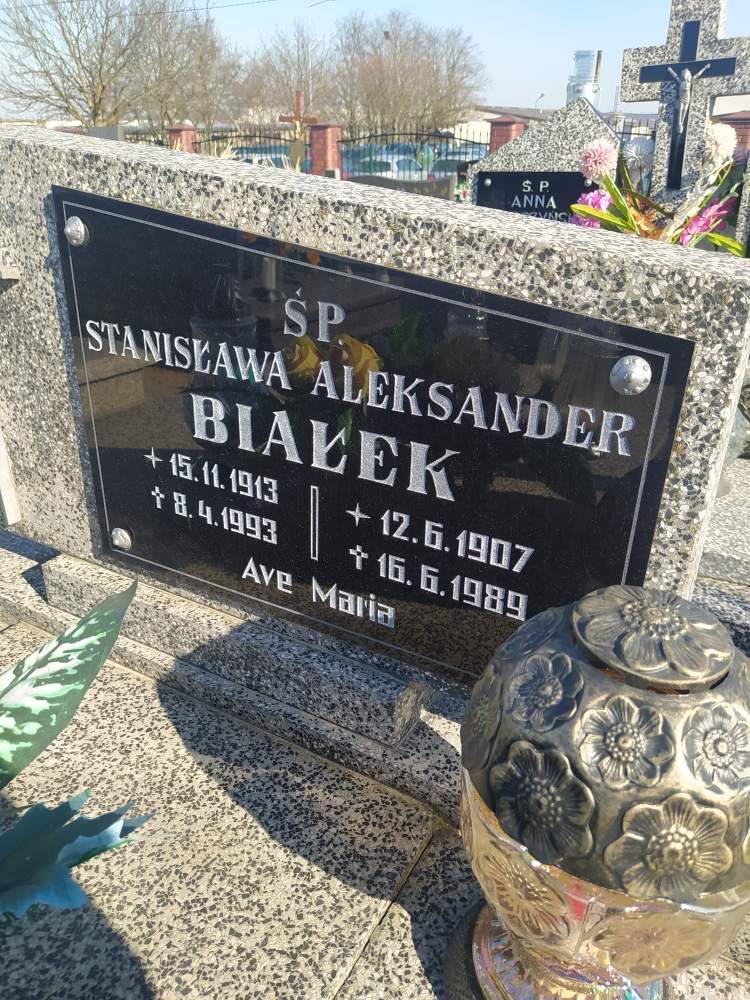 ŚP.
STANISŁAWA ALEKSANDER
BIAŁEK
15.11.1913
✝ 8.4.1993
12.6.1907
✝ 16.6.1989
Ave Maria
Ś.P.
ANNA